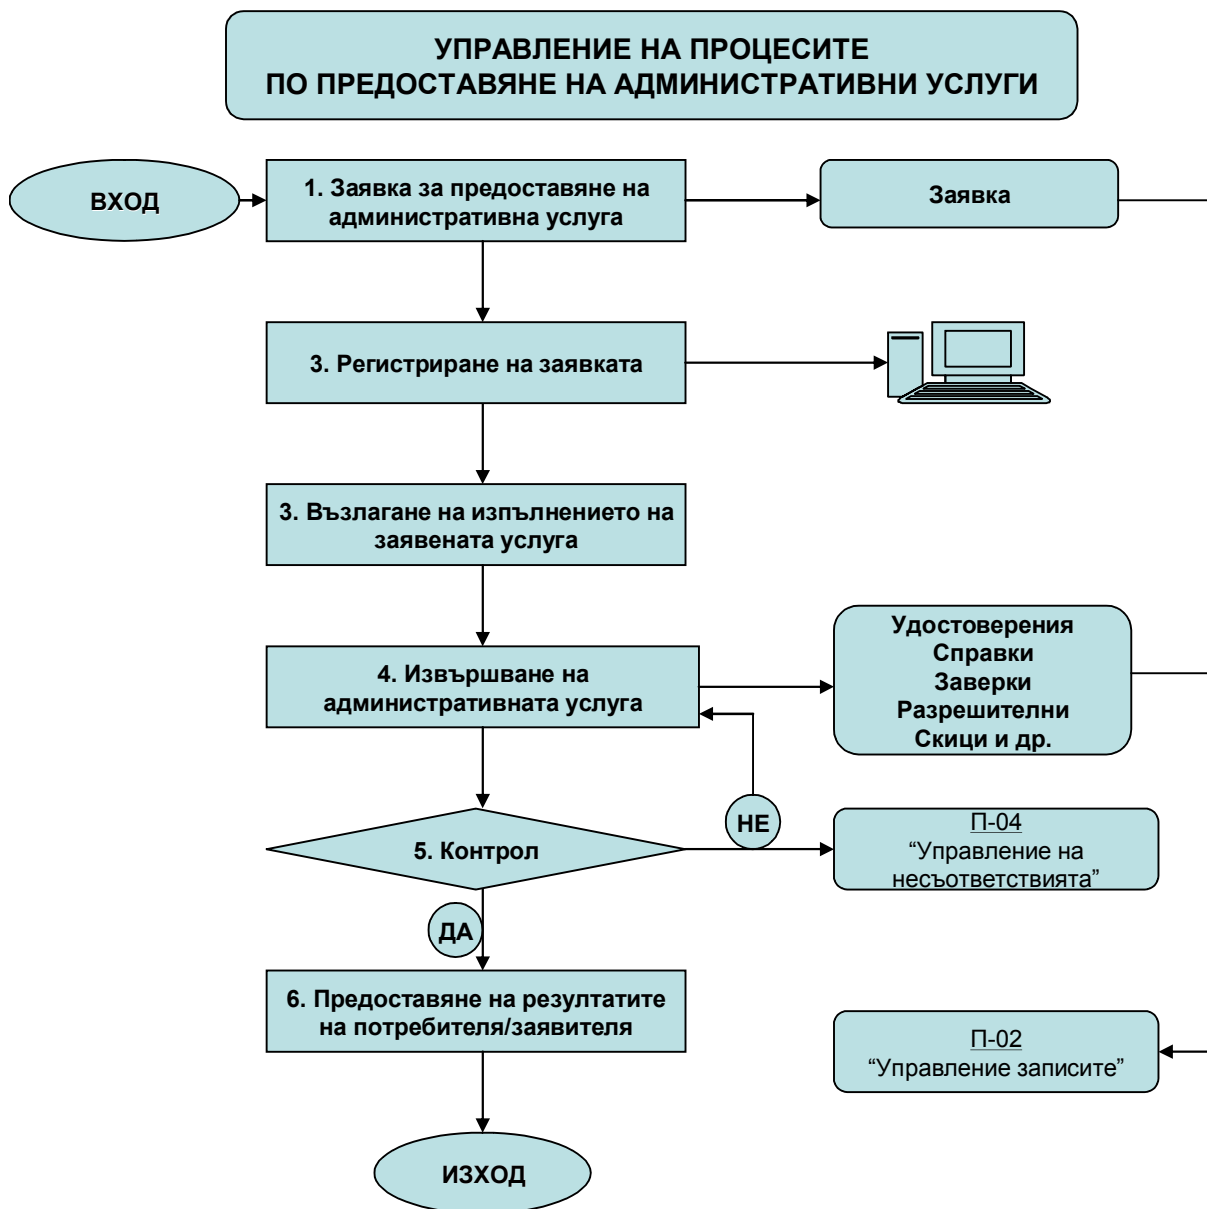 УПРАВЛЕНИЕ НА ПРОЦЕСИТЕ
ПО ПРЕДОСТАВЯНЕ НА АДМИНИСТРАТИВНИ УСЛУГИ
ВХОД
1. Заявка за предоставяне на
административна услуга
Заявка
3. Регистриране на заявката
3. Възлагане на изпълнението на
заявената услуга
4. Извършване на
административната услуга
Удостоверения
Справки
Заверки
Разрешителни
Скици и др.
НЕ
5. Контрол
П-04
“Управление на
несъответствията”
ДА
6. Предоставяне на резултатите
на потребителя/заявителя
П-02
“Управление записите”
ИЗХОД